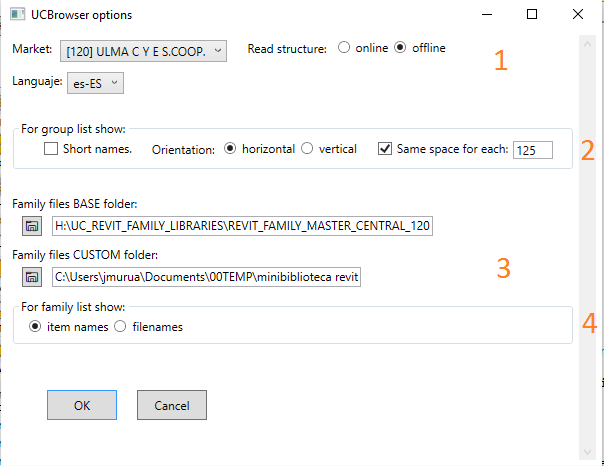 UCBrowser options
Market: [120] ULMA C Y E S.COOP. Read structure: online offline 1
Languaje: es-ES
For group list show: 2
Short names. Orientation: horizontal vertical Same space for each: 125
Family files BASE folder:
H:\UC_REVIT_FAMILY_LIBRARIES\REVIT_FAMILY_MASTER_CENTRAL_120
Family files CUSTOM folder: 3
C:\Users\jmurua\Documents\00TEMP\minibiblioteca revit
For family list show: 4
item names filenames
OK Cancel